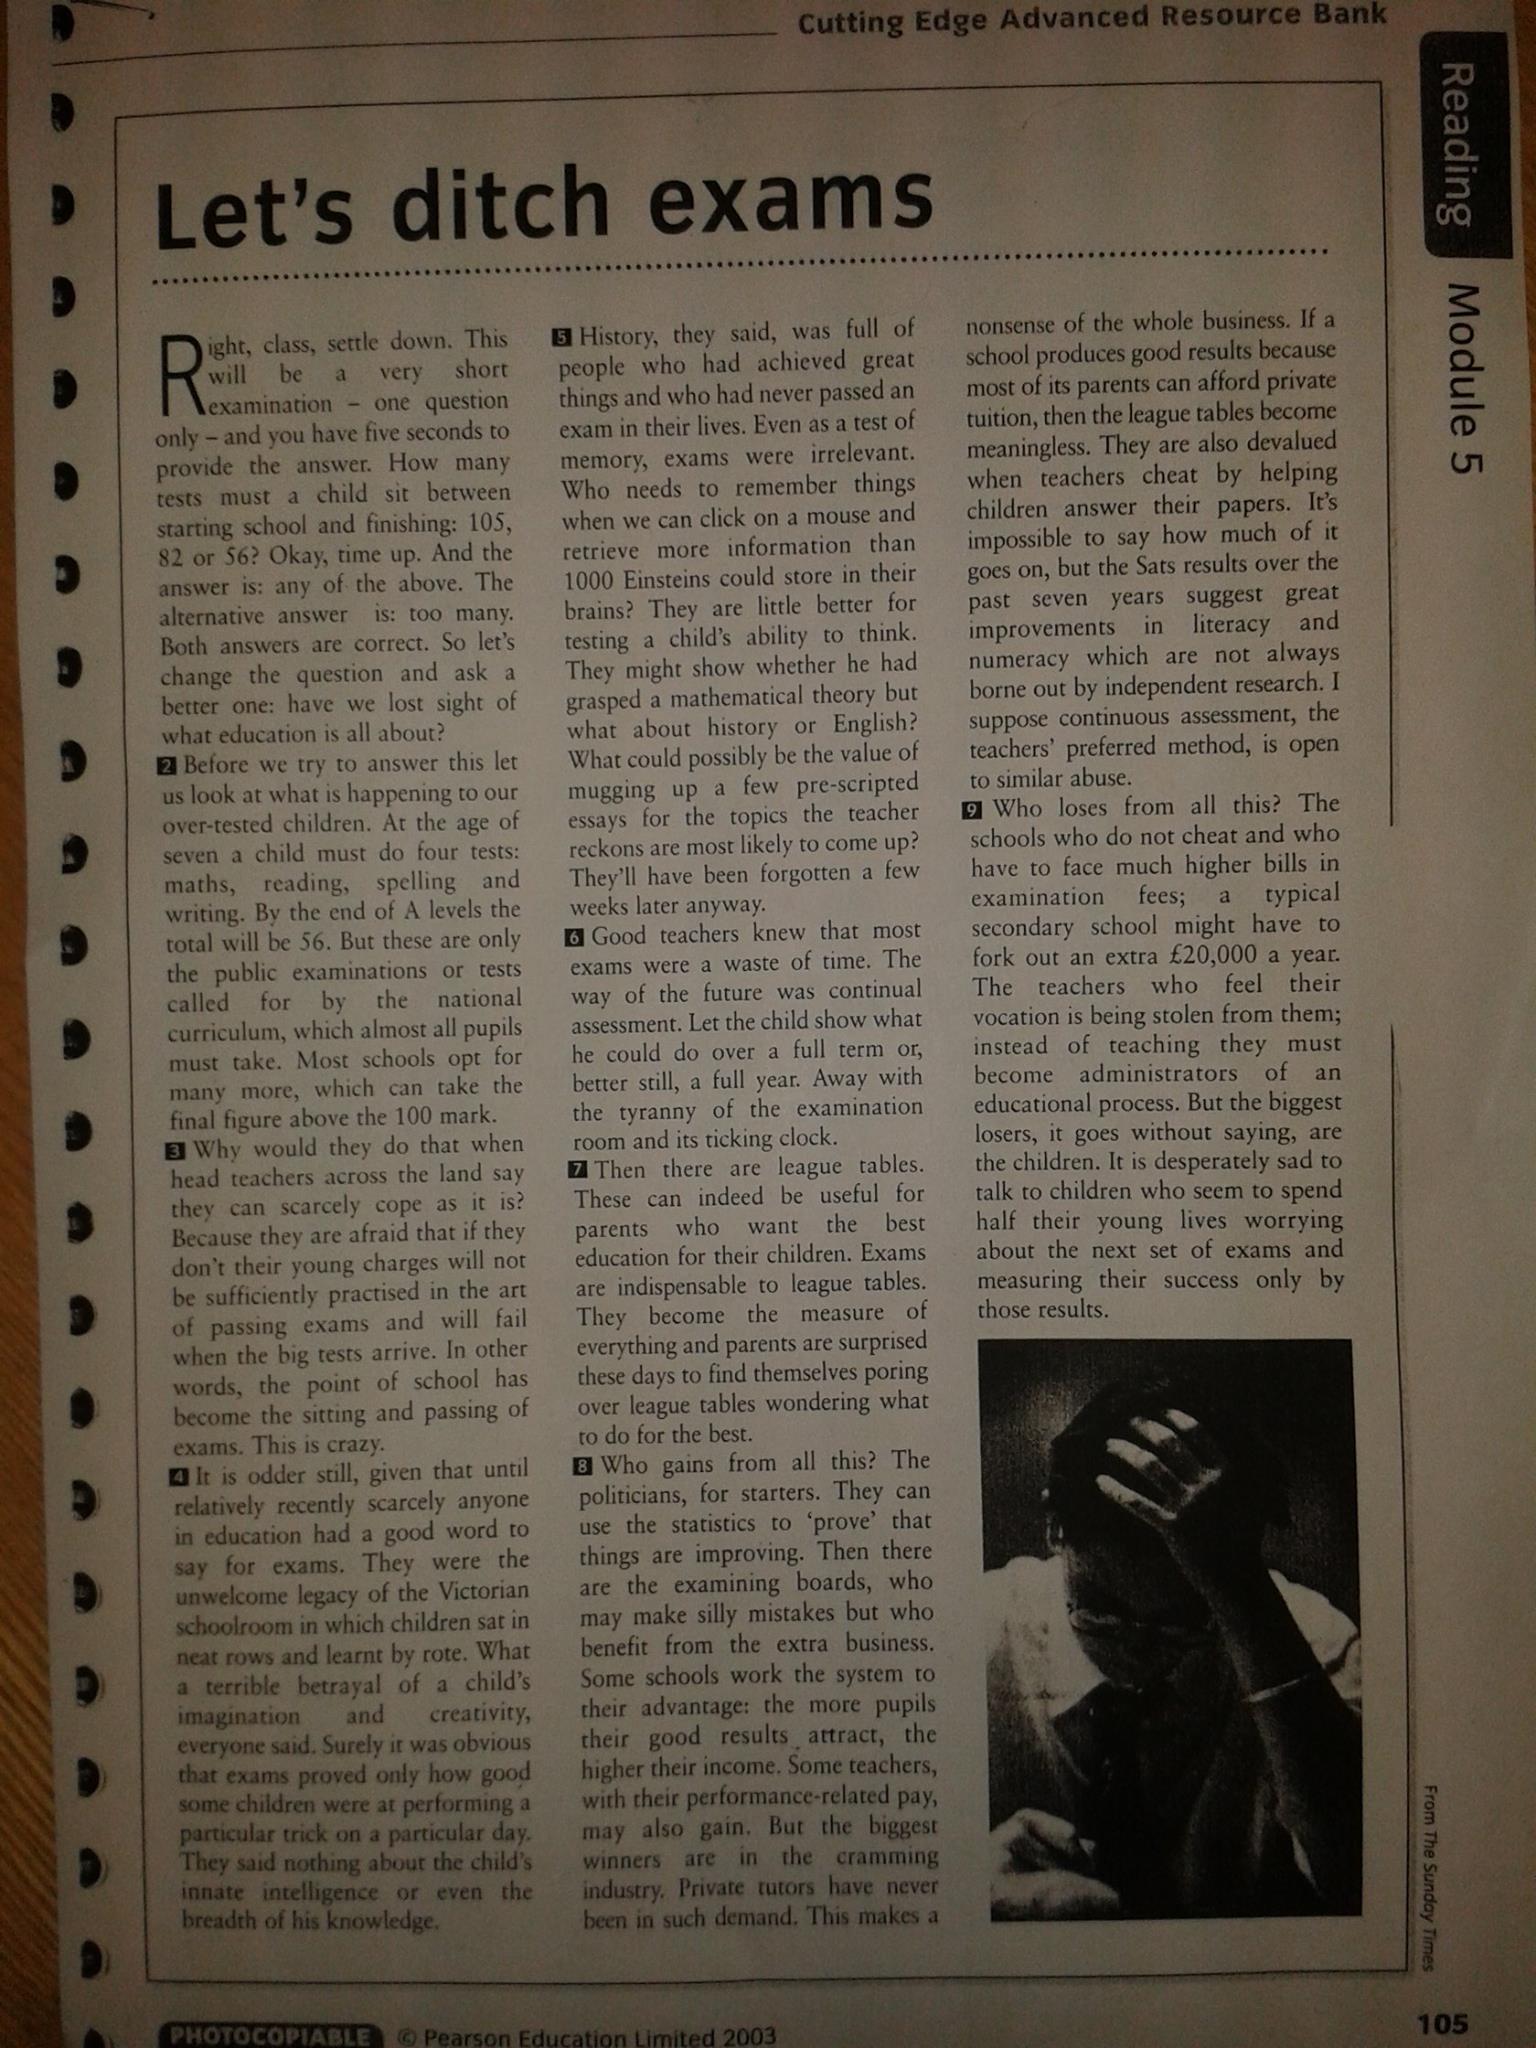 Cutting Edge Advanced Resource Bank
Reading Module 5
Let's ditch exams
Right, class, settle down. This
will be a very short
examination – one question
only – and you have five seconds to
provide the answer. How many
tests must a child sit between
starting school and finishing: 105,
82 or 56? Okay, time up. And the
answer is: any of the above. The
alternative answer is: too many.
Both answers are correct. So let's
change the question and ask a
better one: have we lost sight of
what education is all about?
2 Before we try to answer this let
us look at what is happening to our
over-tested children. At the age of
seven a child must do four tests:
maths, reading, spelling and
writing. By the end of A levels the
total will be 56. But these are only
the public examinations or tests
called for by the national
curriculum, which almost all pupils
must take. Most schools opt for
many more, which can take the
final figure above the 100 mark.
3 Why would they do that when
head teachers across the land say
they can scarcely cope as it is?
Because they are afraid that if they
don't their young charges will not
be sufficiently practised in the art
of passing exams and will fail
when the big tests arrive. In other
words, the point of school has
become the sitting and passing of
exams. This is crazy.
4 It is odder still, given that until
relatively recently scarcely anyone
in education had a good word to
say for exams. They were the
unwelcome legacy of the Victorian
schoolroom in which children sat in
neat rows and learnt by rote. What
a terrible betrayal of a child's
imagination and creativity,
everyone said. Surely it was obvious
that exams proved only how good
some children were at performing a
particular trick on a particular day.
They said nothing about the child's
innate intelligence or even the
breadth of his knowledge.
5 History, they said, was full of
people who had achieved great
things and who had never passed an
exam in their lives. Even as a test of
memory, exams were irrelevant.
Who needs to remember things
when we can click on a mouse and
retrieve more information than
1000 Einsteins could store in their
brains? They are little better for
testing a child's ability to think.
They might show whether he had
grasped a mathematical theory but
what about history or English?
What could possibly be the value of
mugging up a few pre-scripted
essays for the topics the teacher
reckons are most likely to come up?
They'll have been forgotten a few
weeks later anyway.
6 Good teachers knew that most
exams were a waste of time. The
way of the future was continual
assessment. Let the child show what
he could do over a full term or,
better still, a full year. Away with
the tyranny of the examination
room and its ticking clock.
7 Then there are league tables.
These can indeed be useful for
parents who want the best
education for their children. Exams
are indispensable to league tables.
They become the measure of
everything and parents are surprised
these days to find themselves poring
over league tables wondering what
to do for the best.
8 Who gains from all this? The
politicians, for starters. They can
use the statistics to 'prove' that
things are improving. Then there
are the examining boards, who
may make silly mistakes but who
benefit from the extra business.
Some schools work the system to
their advantage: the more pupils
their good results attract, the
higher their income. Some teachers,
with their performance-related pay,
may also gain. But the biggest
winners are in the cramming
industry. Private tutors have never
been in such demand. This makes a
nonsense of the whole business. If a
school produces good results because
most of its parents can afford private
tuition, then the league tables become
meaningless. They are also devalued
when teachers cheat by helping
children answer their papers. It's
impossible to say how much of it
goes on, but the Sats results over the
past seven years suggest great
improvements in literacy and
numeracy which are not always
borne out by independent research. I
suppose continuous assessment, the
teachers' preferred method, is open
to similar abuse.
9 Who loses from all this? The
schools who do not cheat and who
have to face much higher bills in
examination fees; a typical
secondary school might have to
fork out an extra £20,000 a year.
The teachers who feel their
vocation is being stolen from them;
instead of teaching they must
become administrators of an
educational process. But the biggest
losers, it goes without saying, are
the children. It is desperately sad to
talk to children who seem to spend
half their young lives worrying
about the next set of exams and
measuring their success only by
those results.
From The Sunday Times
PHOTOCOPIABLE © Pearson Education Limited 2003
105